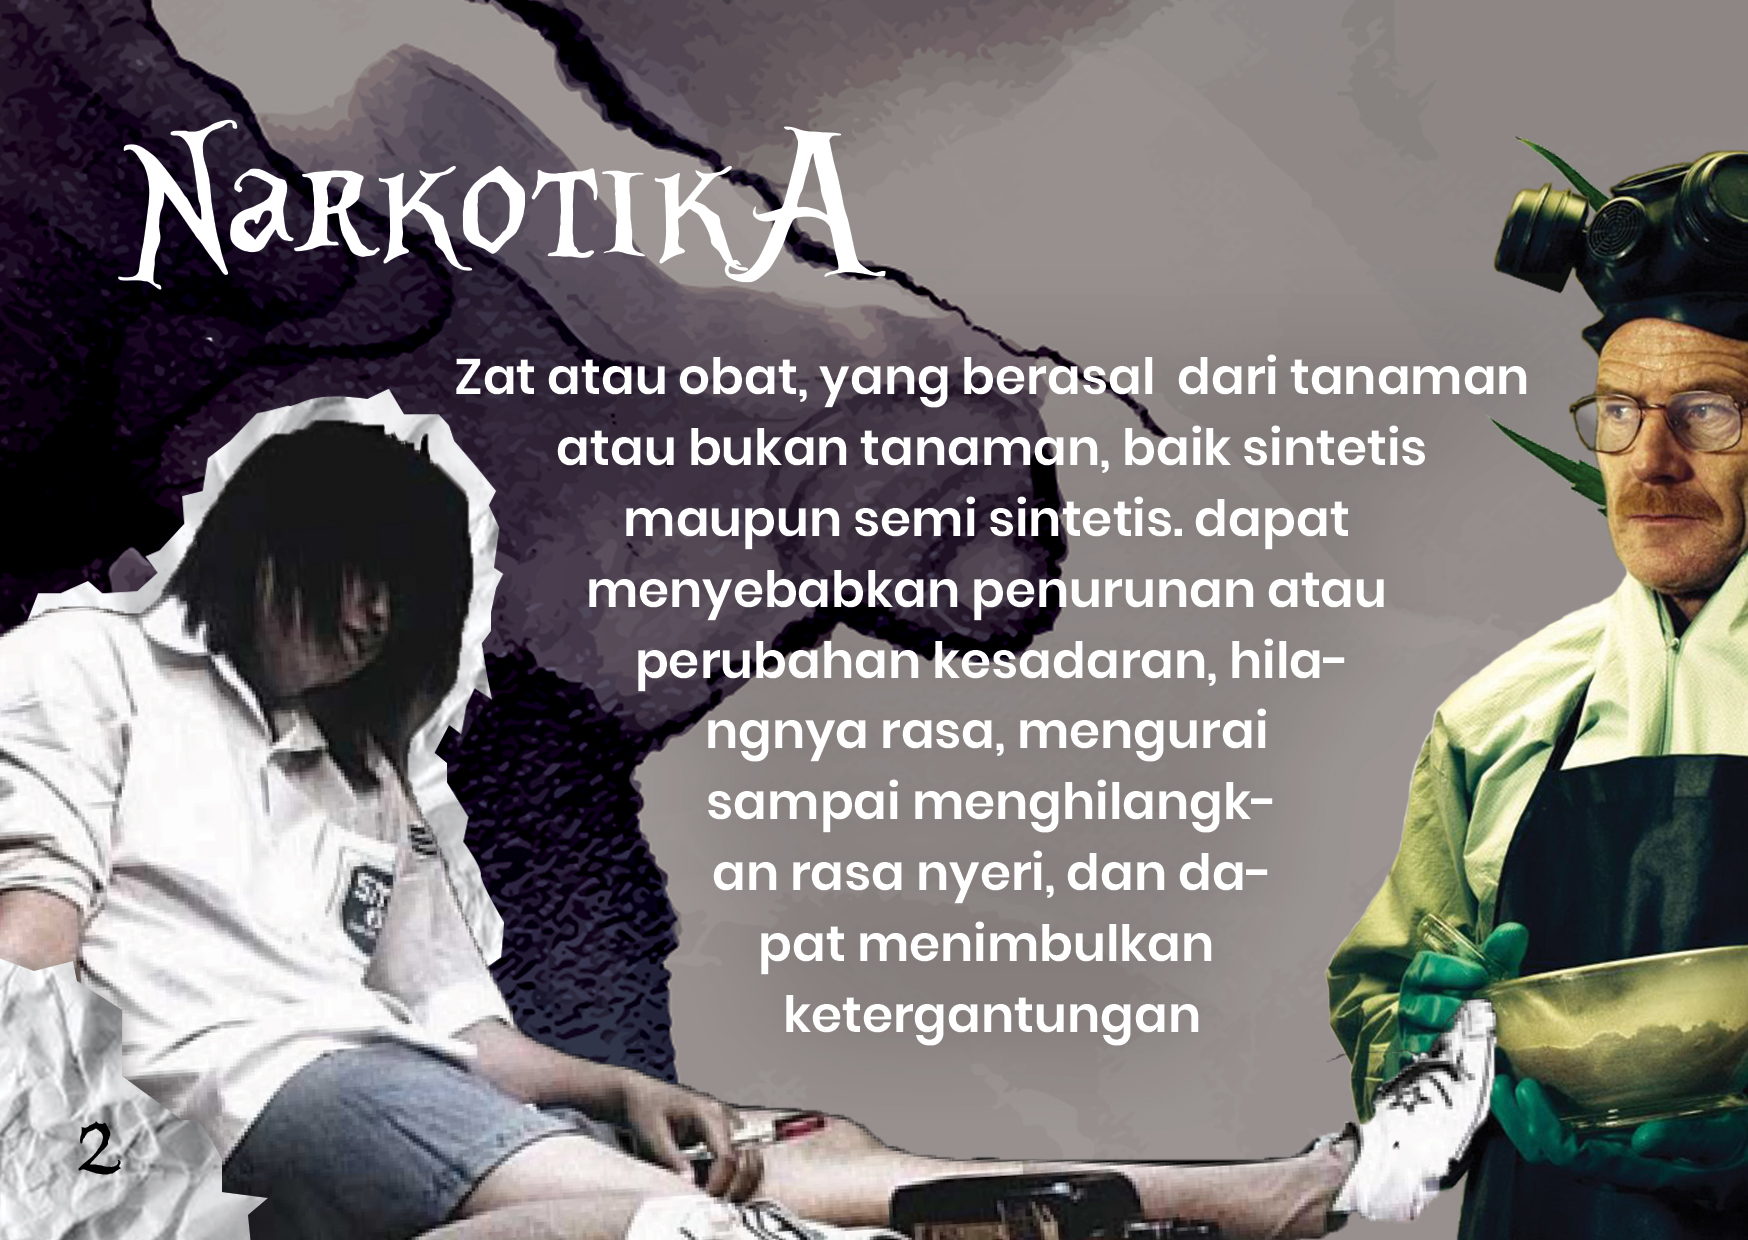 NarkotikA
Zat atau obat, yang berasal  dari tanaman
atau bukan tanaman, baik sintetis
maupun semi sintetis. dapat
menyebabkan penurunan atau
perubahan kesadaran, hila-
ngnya rasa, mengurai
sampai menghilangk-
an rasa nyeri, dan da-
pat menimbulkan
ketergantungan
2